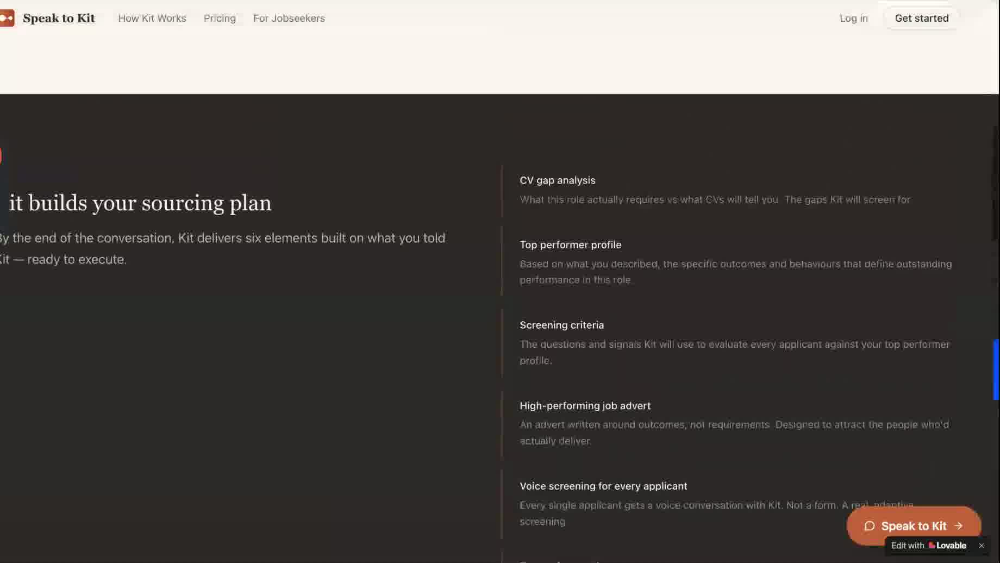 Speak to Kit
How Kit Works
Pricing
For Jobseekers
Log in
Get started
it builds your sourcing plan
By the end of the conversation, Kit delivers six elements built on what you told
Kit — ready to execute.
CV gap analysis
What this role actually requires vs what CVs will tell you. The gaps Kit will screen for
Top performer profile
Based on what you described, the specific outcomes and behaviours that define outstanding
performance in this role.
Screening criteria
The questions and signals Kit will use to evaluate every applicant against your top performer
profile.
High-performing job advert
An advert written around outcomes, not requirements. Designed to attract the people who'd
actually deliver.
Voice screening for every applicant
Every single applicant gets a voice conversation with Kit. Not a form. A real, adaptive
screening
Speak to Kit →
Edit with Lovable ×